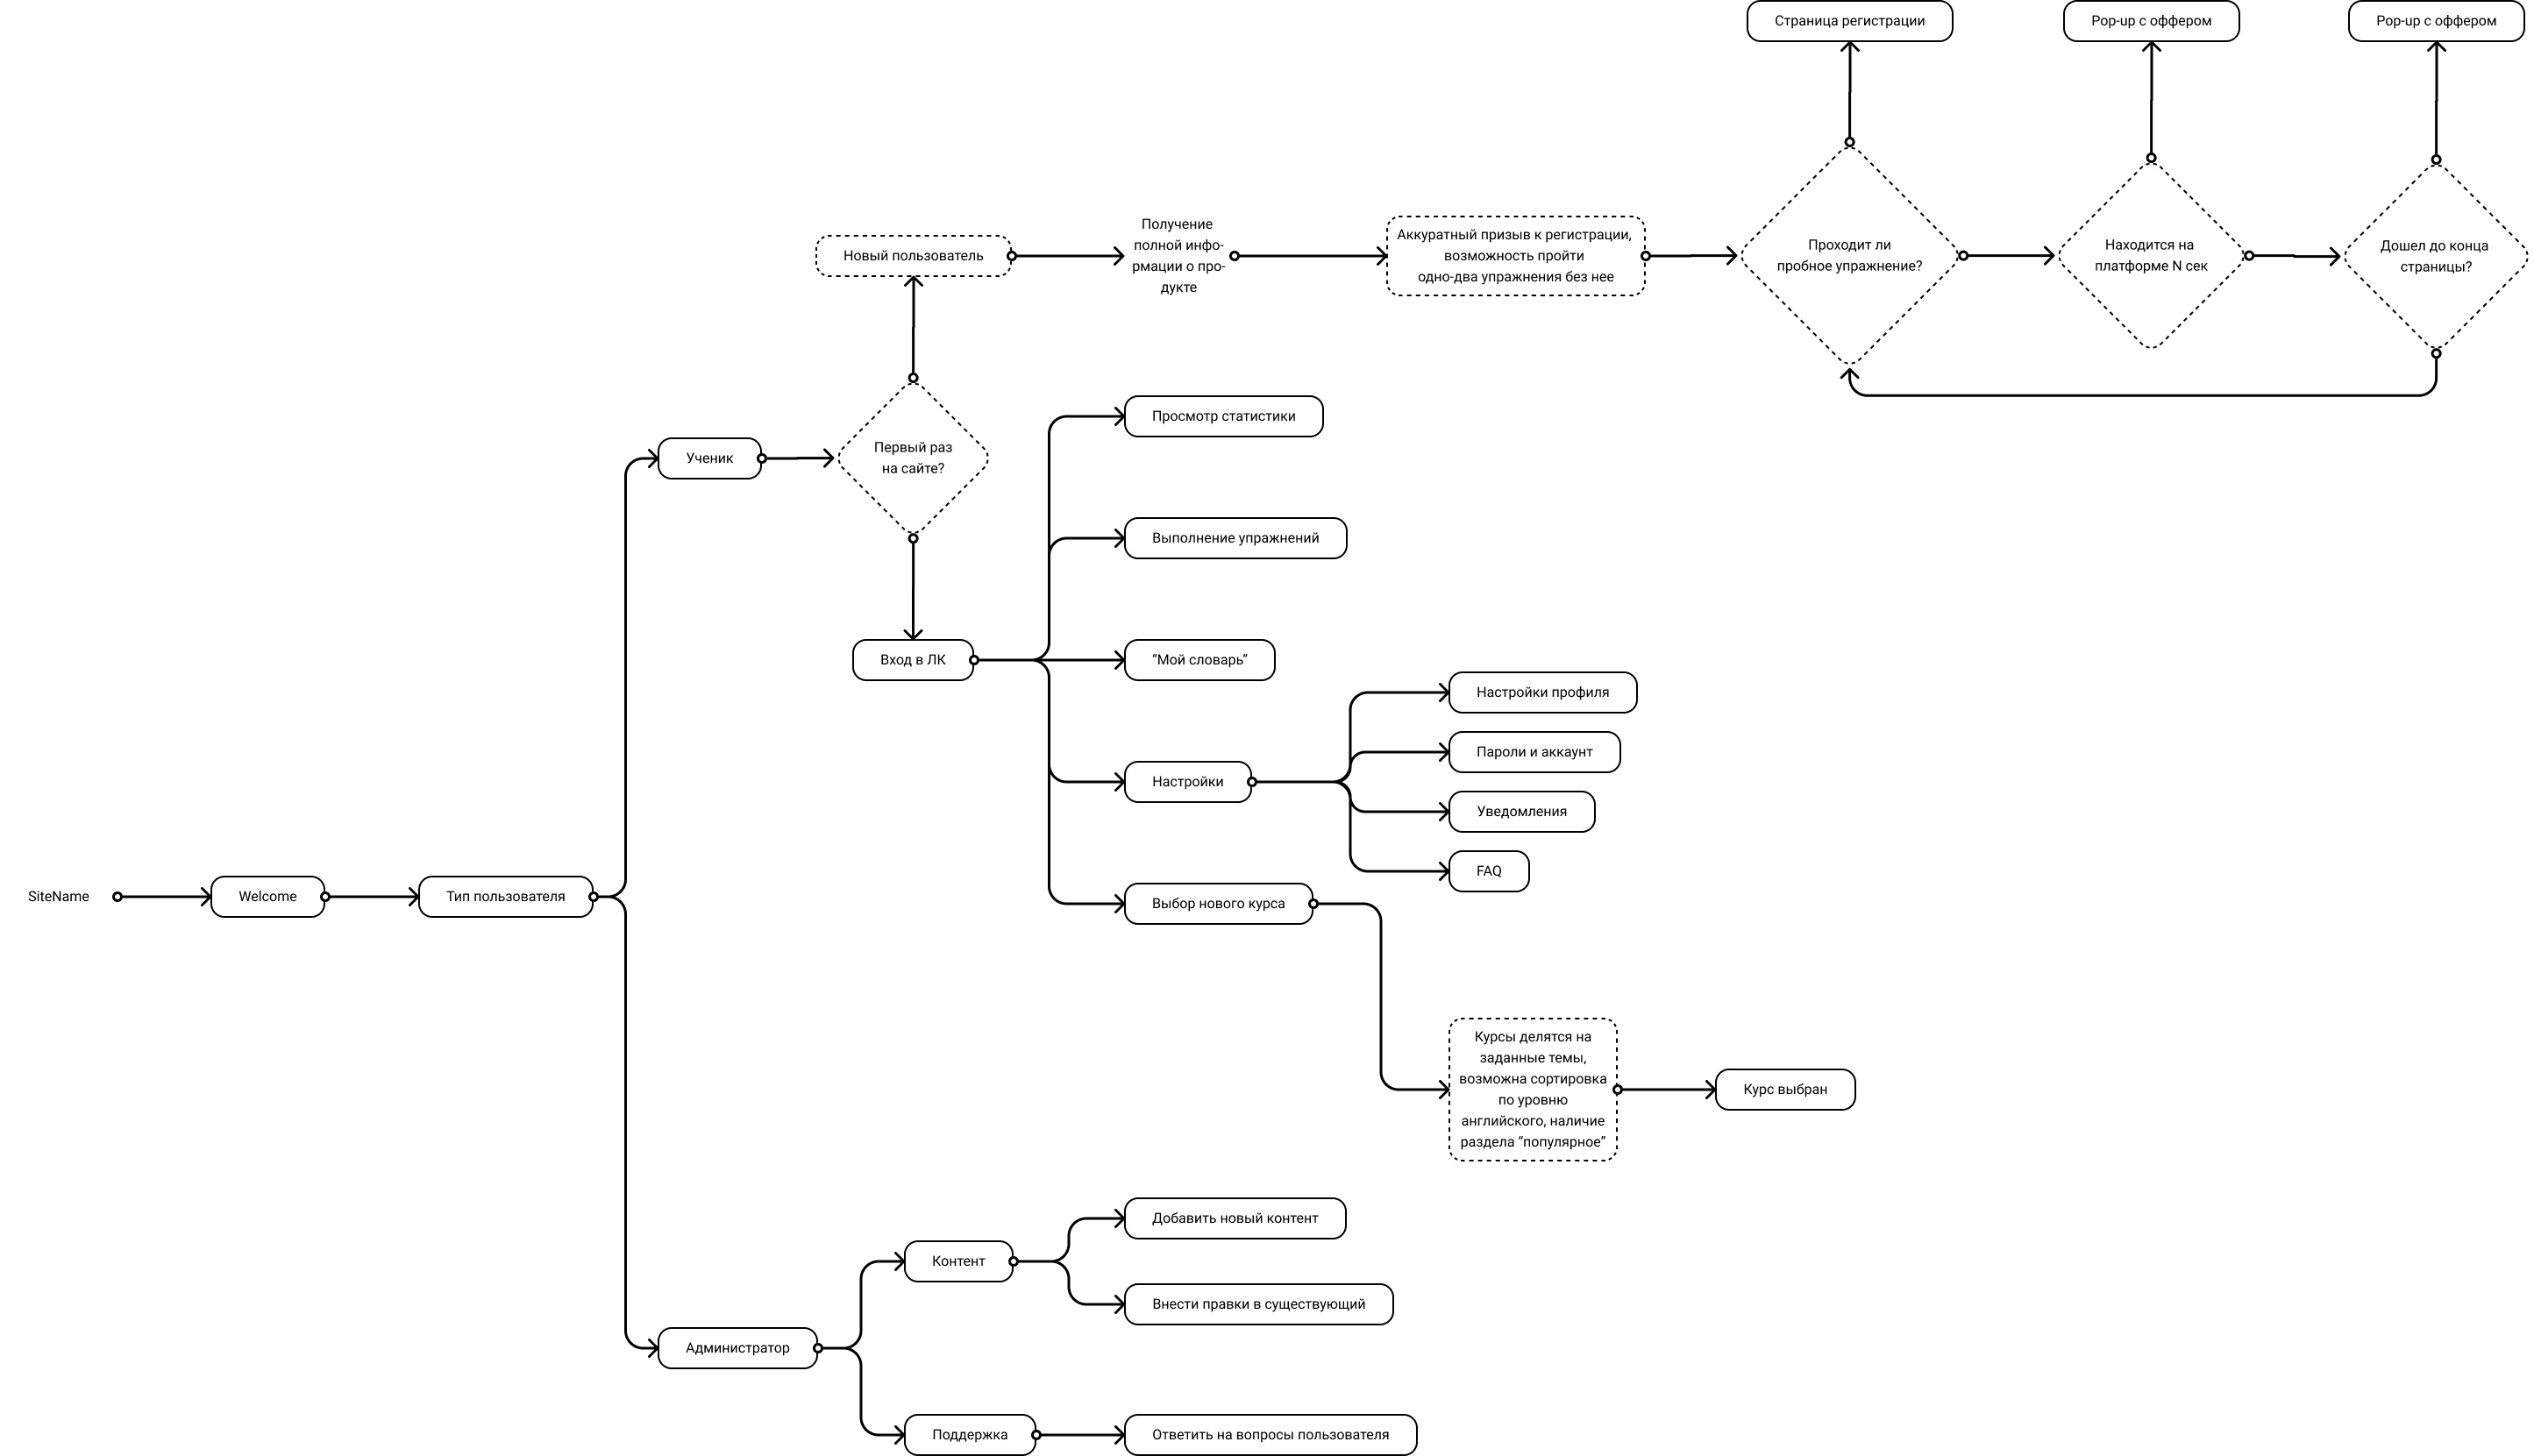 Страница регистрации
Pop-up с оффером
Pop-up с оффером
Новый пользователь
Получение
полной инфо-
рмации о про-
дукте
Аккуратный призыв к регистрации,
возможность пройти
одно-два упражнения без нее
Проходит ли
пробное упражнение?
Находится на
платформе N сек
Дошел до конца
страницы?
Ученик
Первый раз
на сайте?
Просмотр статистики
Выполнение упражнений
Вход в ЛК
“Мой словарь”
Настройки
Настройки профиля
Пароли и аккаунт
Уведомления
FAQ
SiteName
Welcome
Тип пользователя
Выбор нового курса
Курсы делятся на
заданные темы,
возможна сортировка
по уровню
английского, наличие
раздела “популярное”
Курс выбран
Добавить новый контент
Контент
Внести правки в существующий
Администратор
Поддержка
Ответить на вопросы пользователя